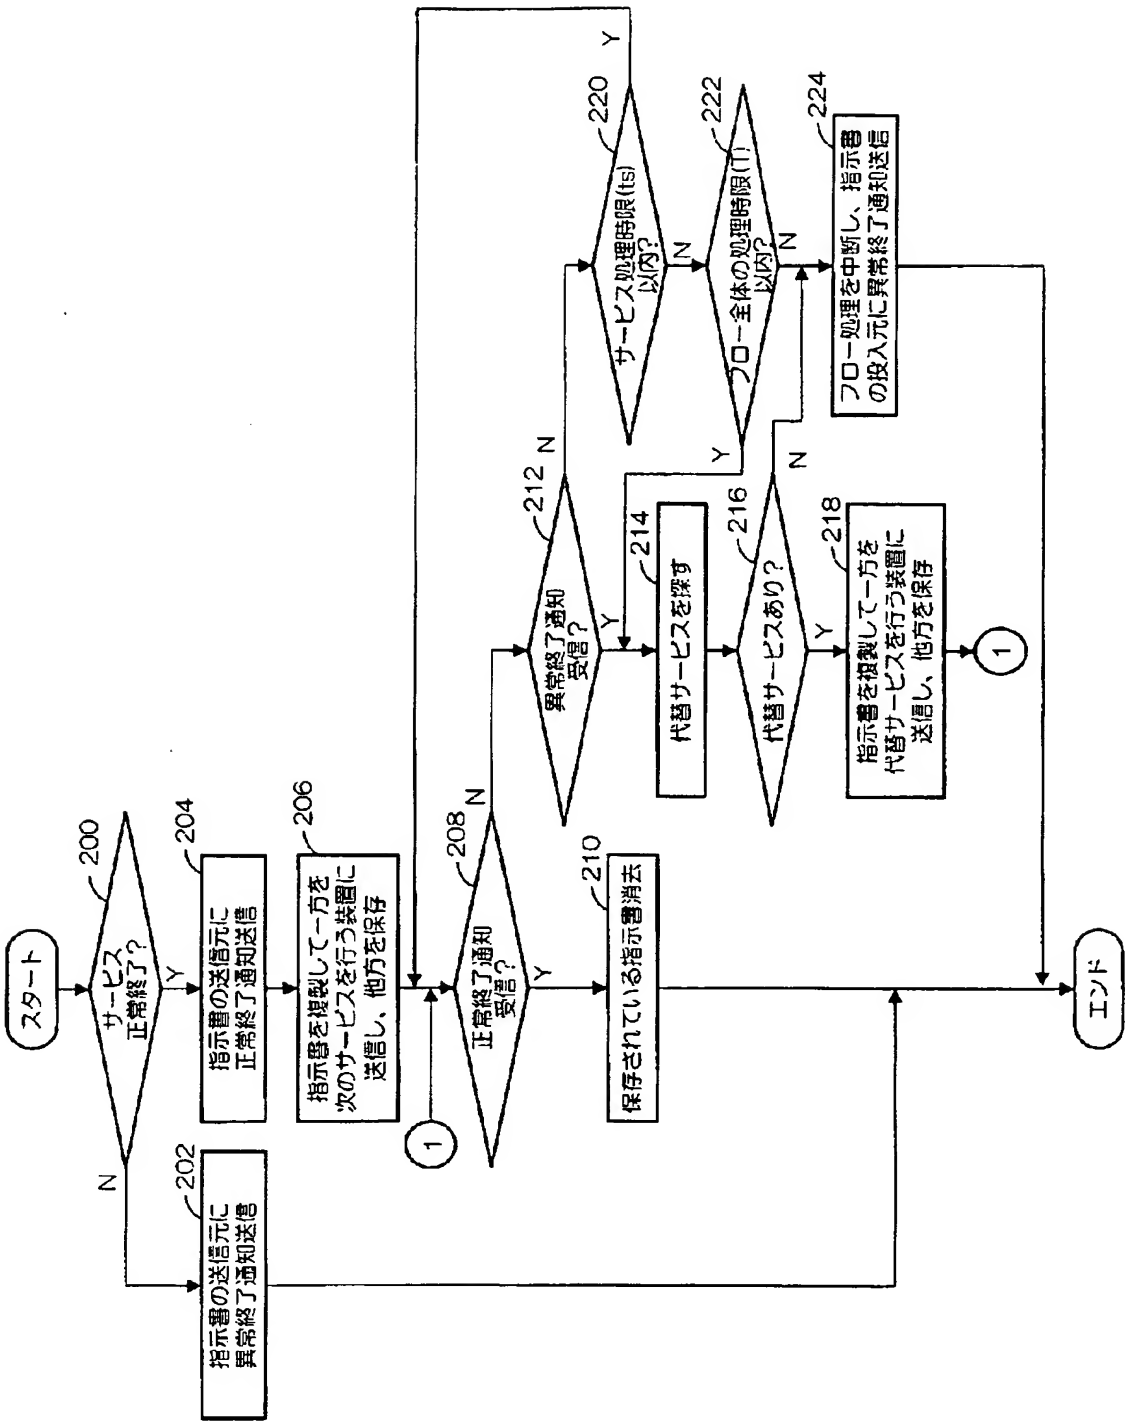 スタート
200
サービス
正常終了?
N
Y
202
指示書の送信元に
異常終了通知送信
204
指示書の送信元に
正常終了通知送信
206
指示書を複製して一方を
次のサービスを行う装置に
送信し、他方を保存
1
208
正常終了通知
受信?
N
Y
210
保存されている指示書消去
212
異常終了通知
受信?
N
Y
214
代替サービスを探す
216
代替サービスあり?
N
Y
218
指示書を複製して一方を
代替サービスを行う装置に
送信し、他方を保存
1
220
サービス処理時限(ts)
以内?
Y
N
222
フロー全体の処理時限(T)
以内?
Y
N
224
フロー処理を中断し、指示書
の投入元に異常終了通知送信
エンド